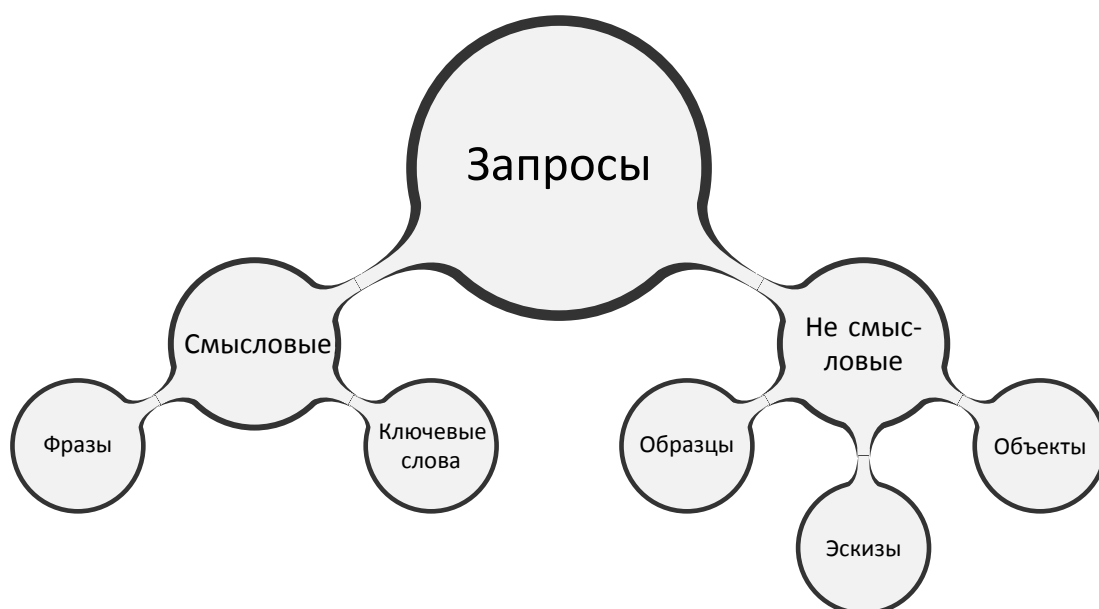 Запросы
Смысловые
Не смыс-
ловые
Фразы
Ключевые
слова
Образцы
Объекты
Эскизы